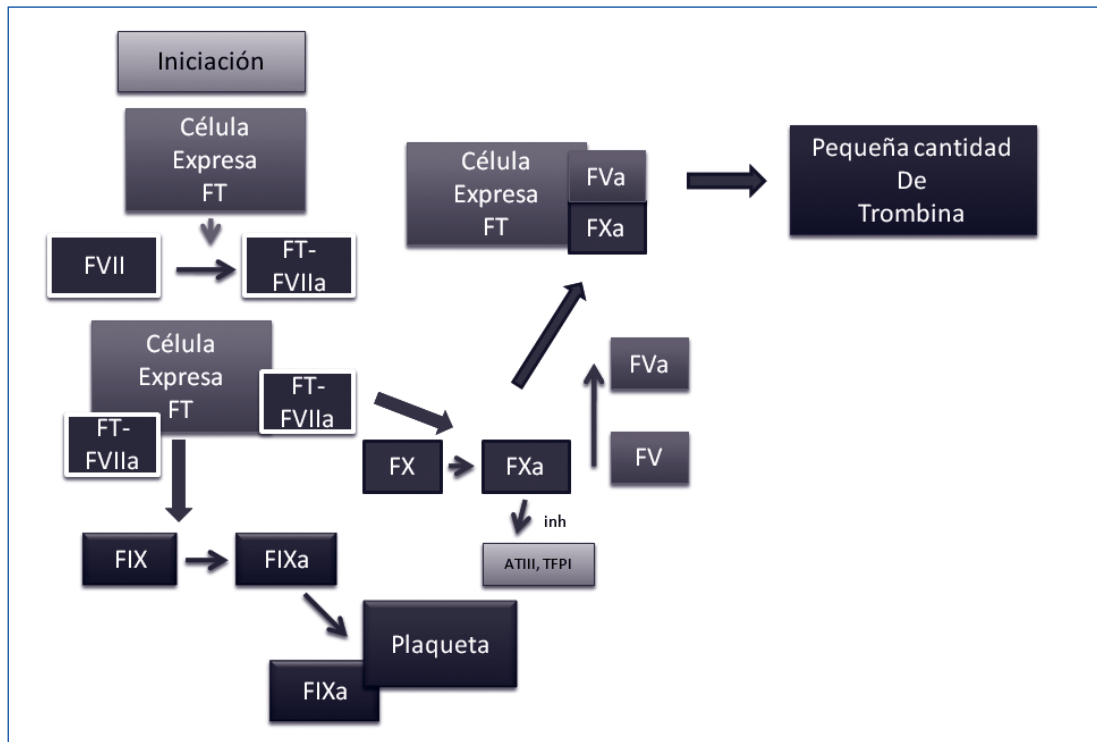 Iniciación
Célula
Expresa
FT
FVII
FT-
FVIIa
Célula
Expresa
FT
FT-
FVIIa
FT-
FVIIa
FIX
FIXa
Plaqueta
FIXa
FX
FXa
inh
ATIII, TFPI
FVa
FV
Célula
Expresa
FT
FVa
FXa
Pequeña cantidad
De
Trombina